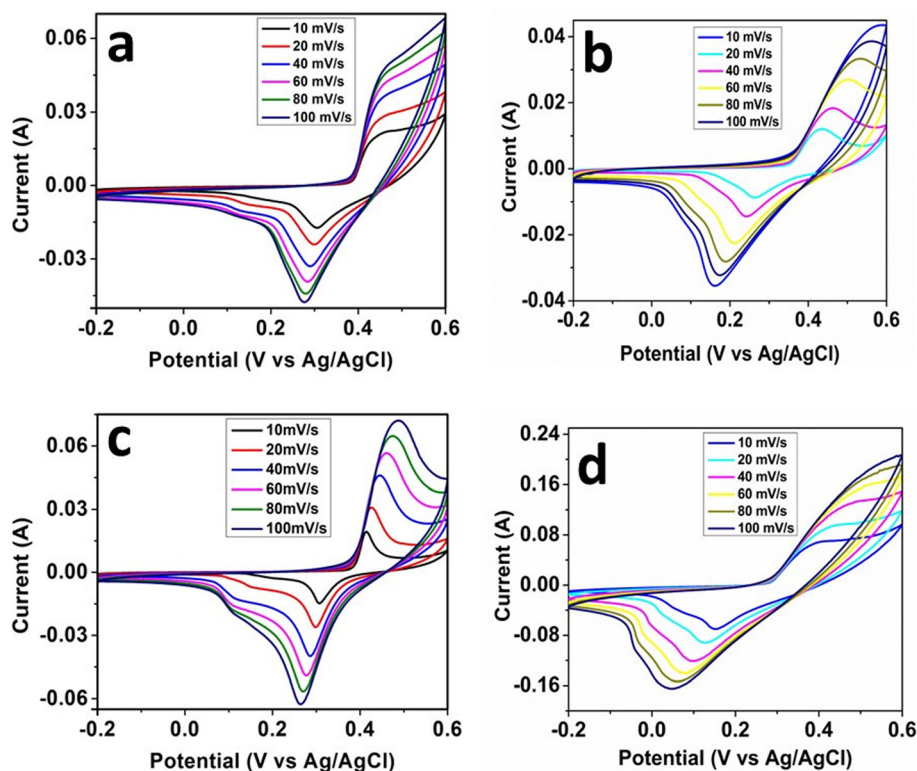 a
10 mV/s
20 mV/s
40 mV/s
60 mV/s
80 mV/s
100 mV/s
0.06
0.03
0.00
-0.03
-0.2 0.0 0.2 0.4 0.6
Current (A)
Potential (V vs Ag/AgCl)
b
10 mV/s
20 mV/s
40 mV/s
60 mV/s
80 mV/s
100 mV/s
0.04
0.02
0.00
-0.02
-0.04
-0.2 0.0 0.2 0.4 0.6
Current (A)
Potential (V vs Ag/AgCl)
c
10mV/s
20mV/s
40mV/s
60mV/s
80mV/s
100mV/s
0.06
0.03
0.00
-0.03
-0.06
-0.2 0.0 0.2 0.4 0.6
Current (A)
Potential (V vs Ag/AgCl)
d
10 mV/s
20 mV/s
40 mV/s
60 mV/s
80 mV/s
100 mV/s
0.24
0.16
0.08
0.00
-0.08
-0.16
-0.2 0.0 0.2 0.4 0.6
Current (A)
Potential (V vs Ag/AgCl)